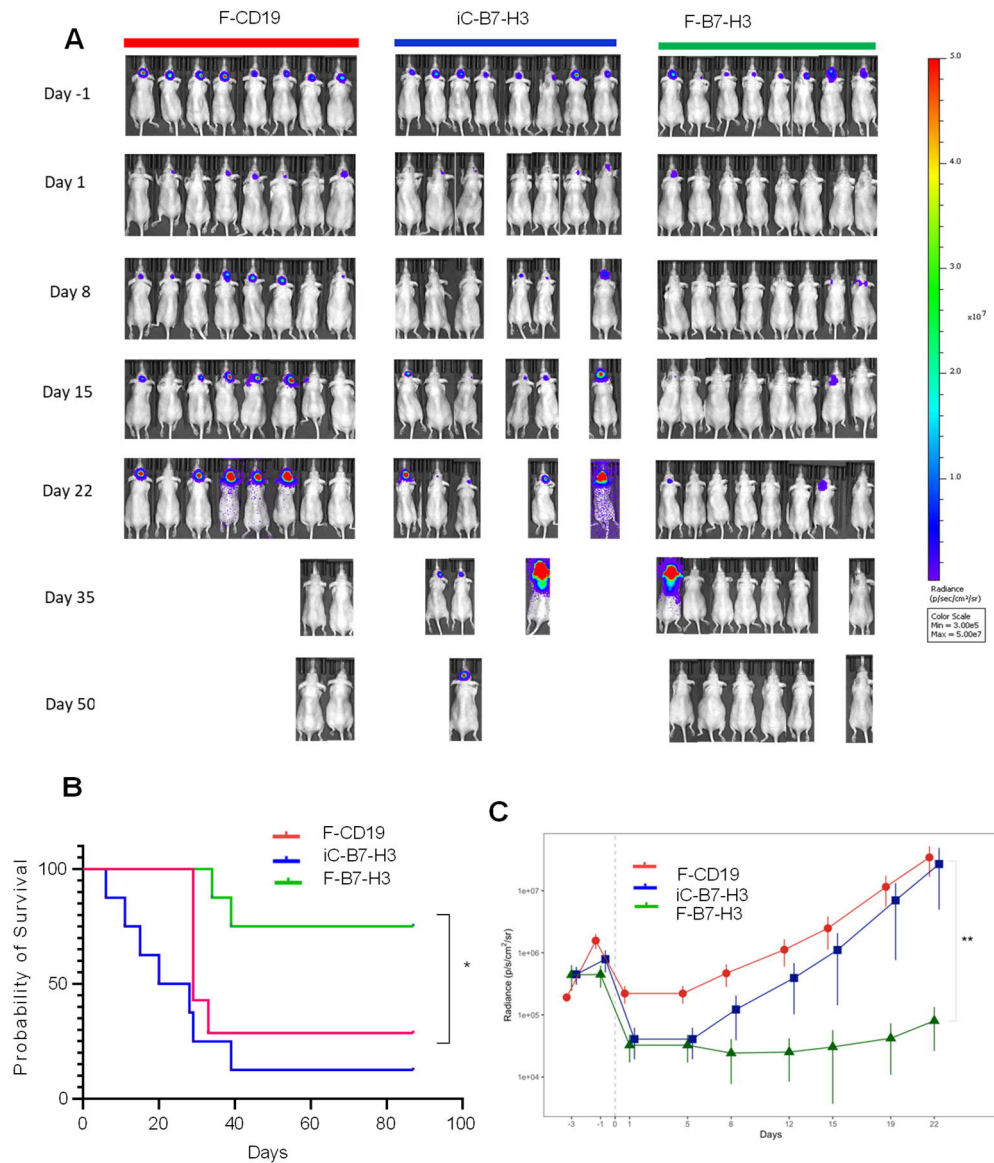 F-CD19 iC-B7-H3 F-B7-H3
A
Day -1
Day 1
Day 8
Day 15
Day 22
Day 35
Day 50
5.0
4.0
3.0
x10⁷
2.0
1.0
Radiance
(p/sec/cm²/sr)
Color Scale
Min = 3.00e5
Max = 5.00e7
B
F-CD19
iC-B7-H3
F-B7-H3
Probability of Survival
100
50
0
0 20 40 60 80 100
Days
*
C
F-CD19
iC-B7-H3
F-B7-H3
Radiance (p/s/cm²/sr)
1e+07
1e+06
1e+05
1e+04
-3 -1 0 1 5 8 12 15 19 22
Days
**